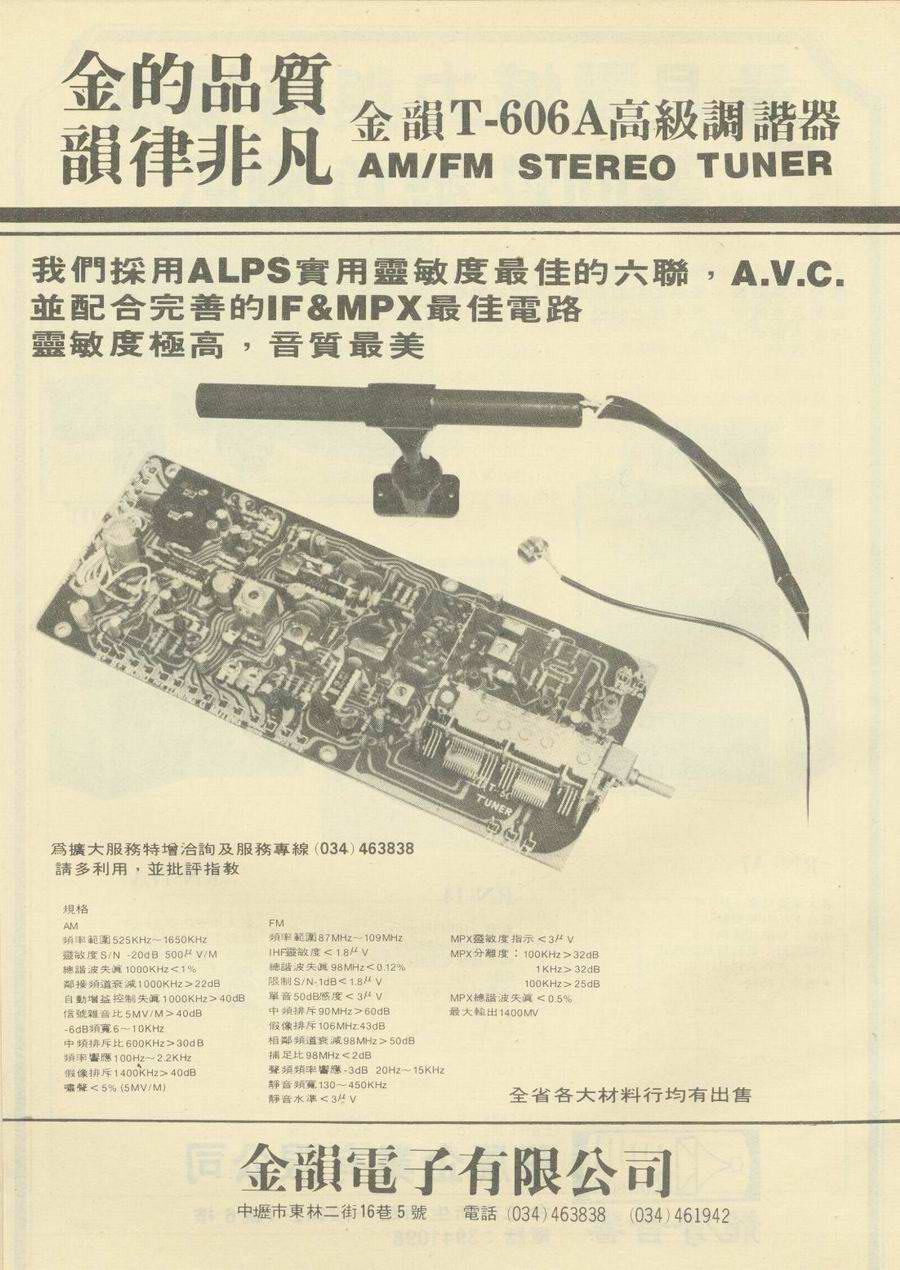 金的品質
韻律非凡
金韻T-606A高級調諧器
AM/FM STEREO TUNER
我們採用ALPS實用靈敏度最佳的六聯，A.V.C.
並配合完善的IF&MPX最佳電路
靈敏度極高，音質最美
TUNER
為擴大服務特增洽詢及服務專線(034)463838
請多利用，並批評指教
規格
AM
頻率範圍525KHz～1650KHz
靈敏度S/N -20dB 500μ V/M
總諧波失眞1000KHz<1%
鄰接頻道衰減1000KHz>22dB
自動增益控制失眞1000KHz>40dB
信號雜音比5MV/M>40dB
-6dB頻寬6～10KHz
中頻排斥比600KHz>30dB
頻率響應100Hz～2.2KHz
假像排斥1400KHz>40dB
嘯聲<5% (5MV/M)
FM
頻率範圍87MHz～109MHz
IHF靈敏度<1.8μ V
總諧波失眞98MHz<0.12%
限制S/N-1dB<1.8μ V
單音50dB感度<3μ V
中頻排斥90MHz>60dB
假像排斥106MHz:43dB
相鄰頻道衰減98MHz>50dB
捕足比98MHz<2dB
聲頻頻率響應-3dB 20Hz～15KHz
靜音頻寬130～450KHz
靜音水準<3μ V
MPX靈敏度指示<3μ V
MPX分離度：100KHz>32dB
1KHz>32dB
100KHz>25dB
MPX總諧波失眞<0.5%
最大輸出1400MV
全省各大材料行均有出售
金韻電子有限公司
中壢市東林二街16巷5號 電話 (034)463838 (034)461942